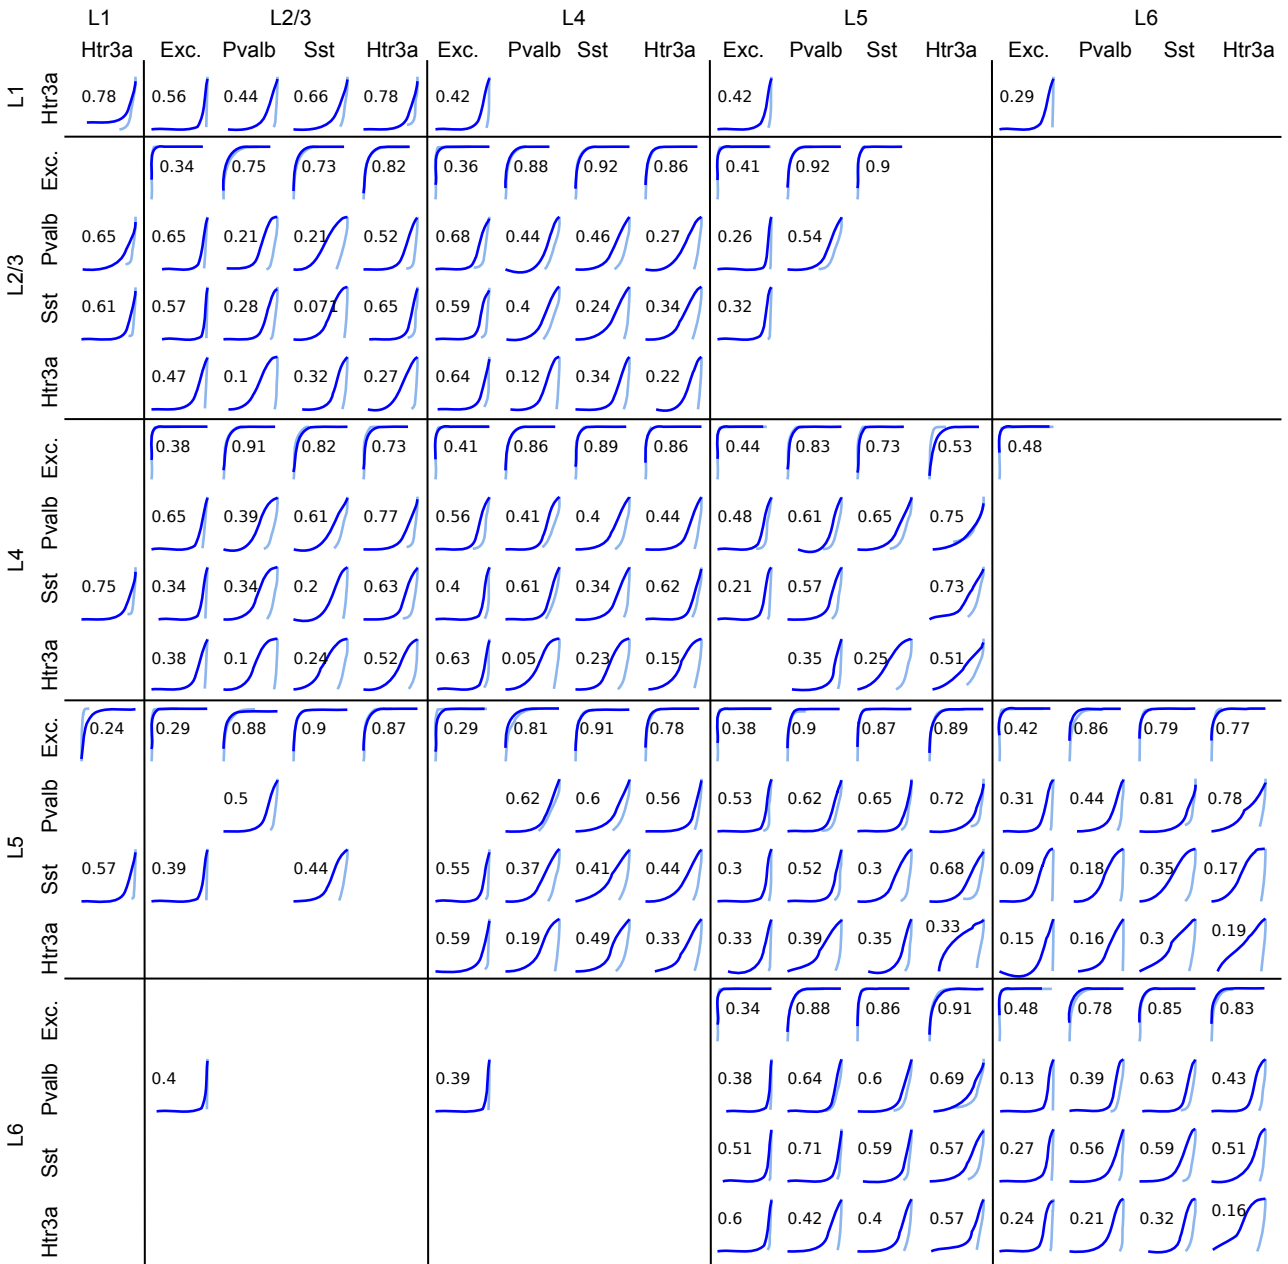 L1 L2/3 L4 L5 L6
Htr3a Exc. Pvalb Sst Htr3a Exc. Pvalb Sst Htr3a Exc. Pvalb Sst Htr3a Exc. Pvalb Sst Htr3a
L1
Htr3a 0.78 0.56 0.44 0.66 0.78 0.42 0.42 0.29
L2/3
Exc. 0.34 0.75 0.73 0.82 0.36 0.88 0.92 0.86 0.41 0.92 0.9
Pvalb 0.65 0.65 0.21 0.21 0.52 0.68 0.44 0.46 0.27 0.26 0.54
Sst 0.61 0.57 0.28 0.071 0.65 0.59 0.4 0.24 0.34 0.32
Htr3a 0.47 0.1 0.32 0.27 0.64 0.12 0.34 0.22
L4
Exc. 0.38 0.91 0.82 0.73 0.41 0.86 0.89 0.86 0.44 0.83 0.73 0.53 0.48
Pvalb 0.65 0.39 0.61 0.77 0.56 0.41 0.4 0.44 0.48 0.61 0.65 0.75
Sst 0.75 0.34 0.34 0.2 0.63 0.4 0.61 0.34 0.62 0.21 0.57 0.73
Htr3a 0.38 0.1 0.24 0.52 0.63 0.05 0.23 0.15 0.35 0.25 0.51
L5
Exc. 0.24 0.29 0.88 0.9 0.87 0.29 0.81 0.91 0.78 0.38 0.9 0.87 0.89 0.42 0.86 0.79 0.77
Pvalb 0.5 0.62 0.6 0.56 0.53 0.62 0.65 0.72 0.31 0.44 0.81 0.78
Sst 0.57 0.39 0.44 0.55 0.37 0.41 0.44 0.3 0.52 0.3 0.68 0.09 0.18 0.35 0.17
Htr3a 0.59 0.19 0.49 0.33 0.33 0.39 0.35 0.33 0.15 0.16 0.3 0.19
L6
Exc. 0.34 0.88 0.86 0.91 0.48 0.78 0.85 0.83
Pvalb 0.4 0.39 0.38 0.64 0.6 0.69 0.13 0.39 0.63 0.43
Sst 0.51 0.71 0.59 0.57 0.27 0.56 0.59 0.51
Htr3a 0.6 0.42 0.4 0.57 0.24 0.21 0.32 0.16